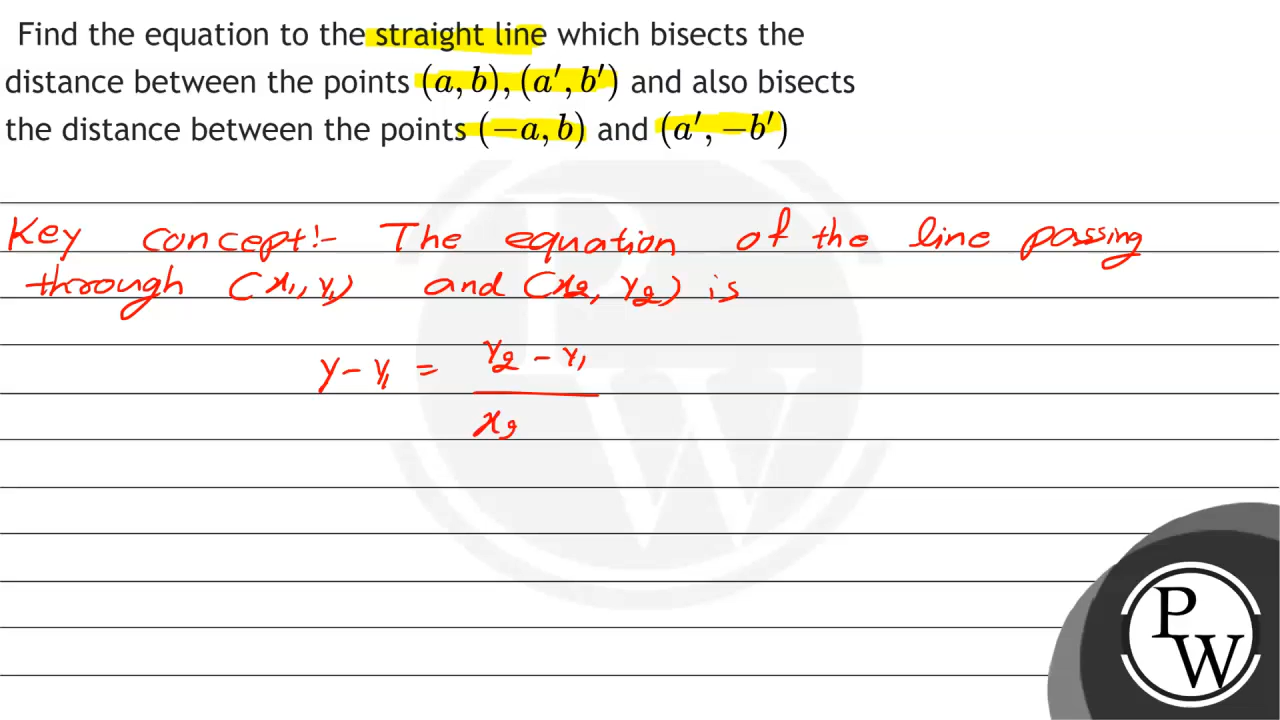 Find the equation to the straight line which bisects the
distance between the points (a, b), (a′, b′) and also bisects
the distance between the points (−a, b) and (a′, −b′)
Key concept:- The equation of the line passing
through (x₁, y₁) and (x₂, y₂) is
y - y₁ = y₂ - y₁
x₂
P
W
P
W